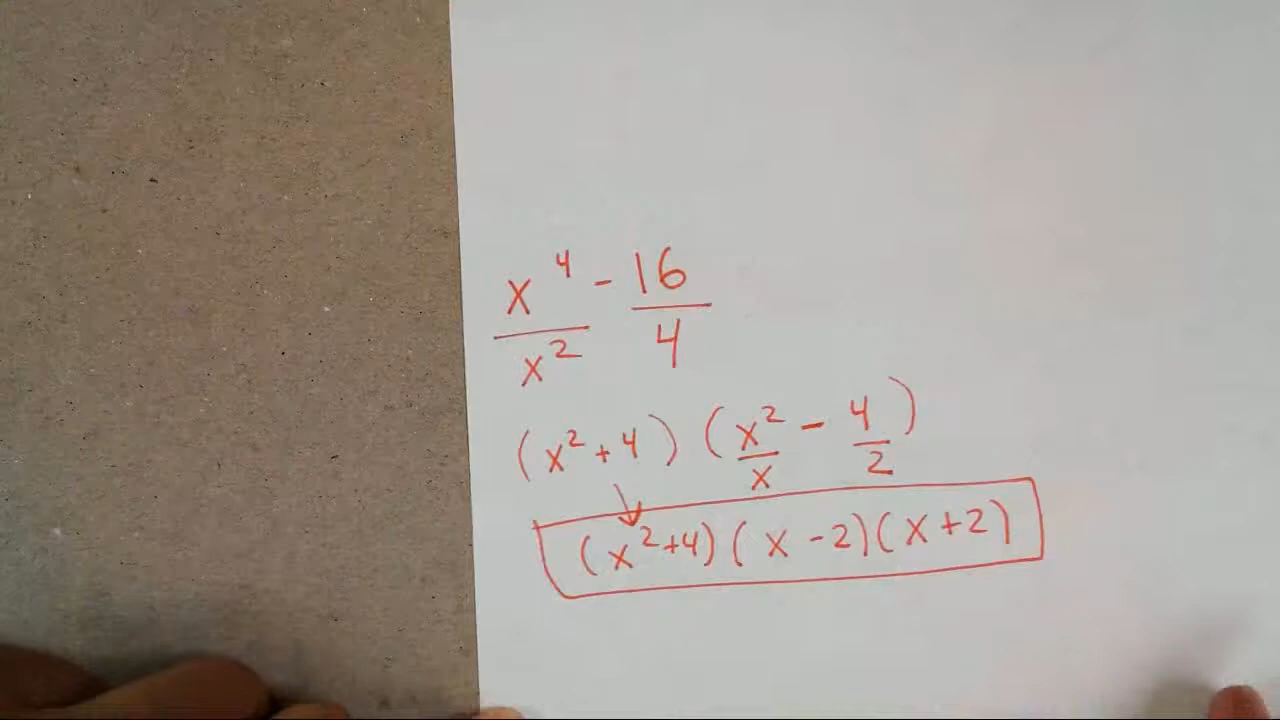 x⁴ - 16
x² 4
(x² + 4) (x² - 4)
x 2
(x²+4)(x - 2)(x + 2)